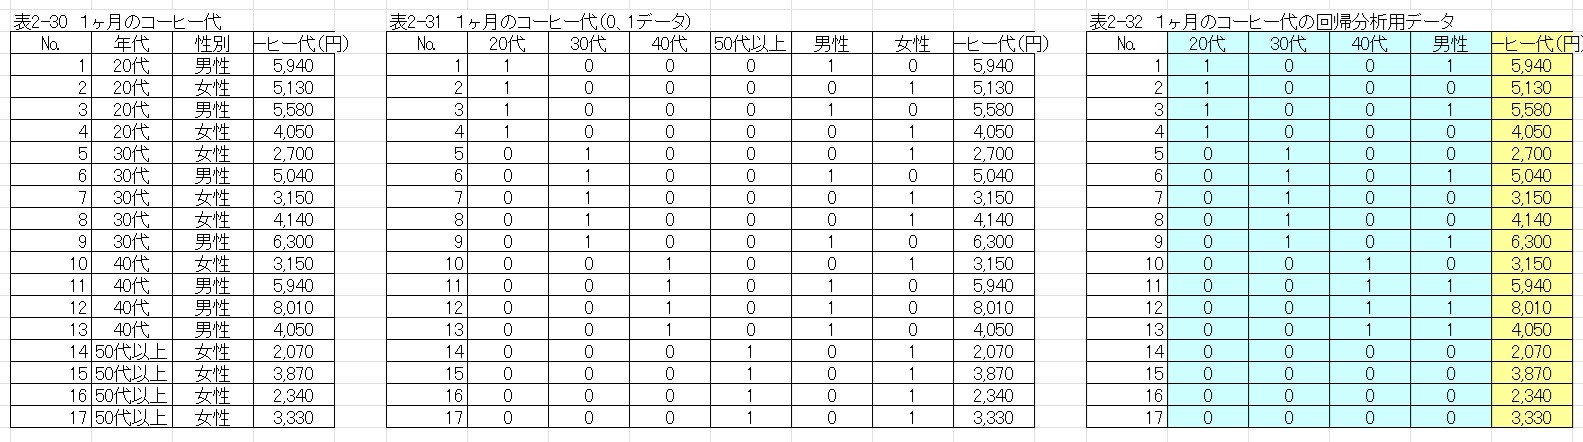 表2-30 1ヶ月のコーヒー代 表2-31 1ヶ月のコーヒー代(0、1データ) 表2-32 1ヶ月のコーヒー代の回帰分析用データ
No. 年代 性別 ーヒー代(円) No. 20代 30代 40代 50代以上 男性 女性 ーヒー代(円) No. 20代 30代 40代 男性 ーヒー代(円)
1 20代 男性 5,940 1 1 0 0 0 1 0 5,940 1 1 0 0 1 5,940
2 20代 女性 5,130 2 1 0 0 0 0 1 5,130 2 1 0 0 0 5,130
3 20代 男性 5,580 3 1 0 0 0 1 0 5,580 3 1 0 0 1 5,580
4 20代 女性 4,050 4 1 0 0 0 0 1 4,050 4 1 0 0 0 4,050
5 30代 女性 2,700 5 0 1 0 0 0 1 2,700 5 0 1 0 0 2,700
6 30代 男性 5,040 6 0 1 0 0 1 0 5,040 6 0 1 0 1 5,040
7 30代 女性 3,150 7 0 1 0 0 0 1 3,150 7 0 1 0 0 3,150
8 30代 女性 4,140 8 0 1 0 0 0 1 4,140 8 0 1 0 0 4,140
9 30代 男性 6,300 9 0 1 0 0 1 0 6,300 9 0 1 0 1 6,300
10 40代 女性 3,150 10 0 0 1 0 0 1 3,150 10 0 0 1 0 3,150
11 40代 男性 5,940 11 0 0 1 0 1 0 5,940 11 0 0 1 1 5,940
12 40代 男性 8,010 12 0 0 1 0 1 0 8,010 12 0 0 1 1 8,010
13 40代 男性 4,050 13 0 0 1 0 1 0 4,050 13 0 0 1 1 4,050
14 50代以上 女性 2,070 14 0 0 0 1 0 1 2,070 14 0 0 0 0 2,070
15 50代以上 女性 3,870 15 0 0 0 1 0 1 3,870 15 0 0 0 0 3,870
16 50代以上 女性 2,340 16 0 0 0 1 0 1 2,340 16 0 0 0 0 2,340
17 50代以上 女性 3,330 17 0 0 0 1 0 1 3,330 17 0 0 0 0 3,330